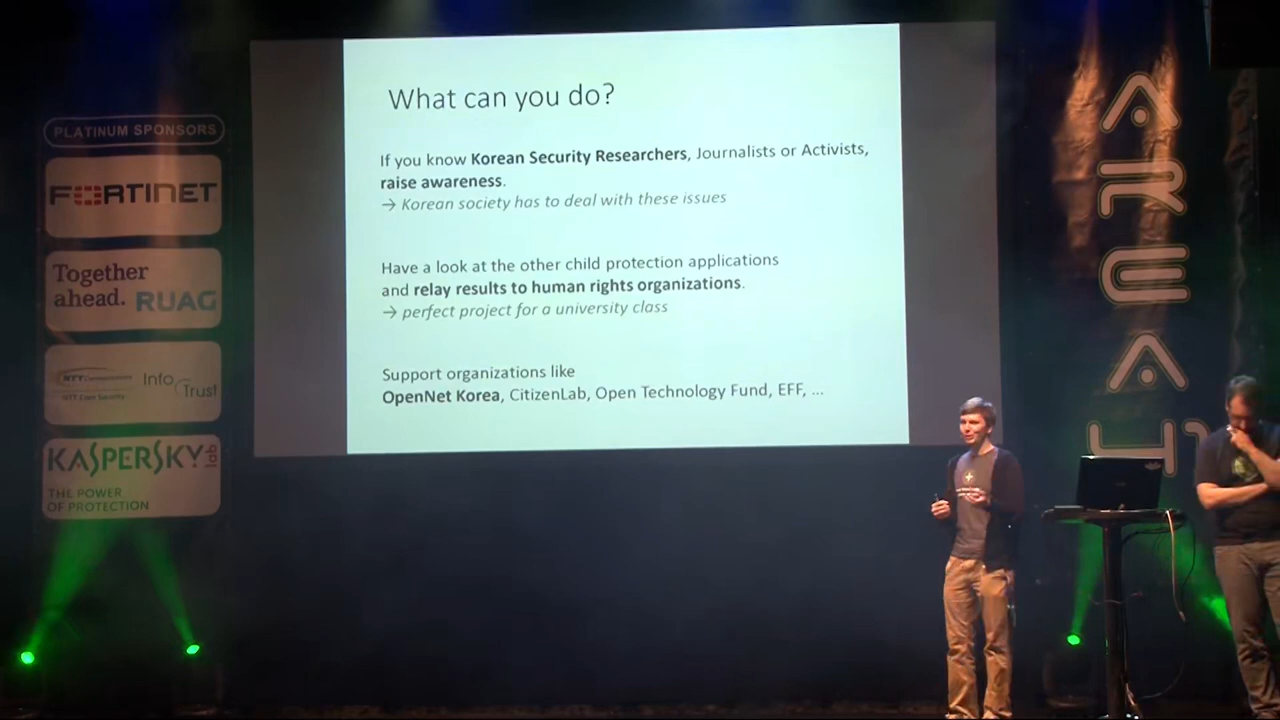 PLATINUM SPONSORS
FORTINET
Together
ahead. RUAG
NTT Communications
NTT Com Security
Info Trust
KASPERSKY lab
THE POWER
OF PROTECTION
What can you do?
If you know Korean Security Researchers, Journalists or Activists,
raise awareness.
→ Korean society has to deal with these issues
Have a look at the other child protection applications
and relay results to human rights organizations.
→ perfect project for a university class
Support organizations like
OpenNet Korea, CitizenLab, Open Technology Fund, EFF, ...
AREA41